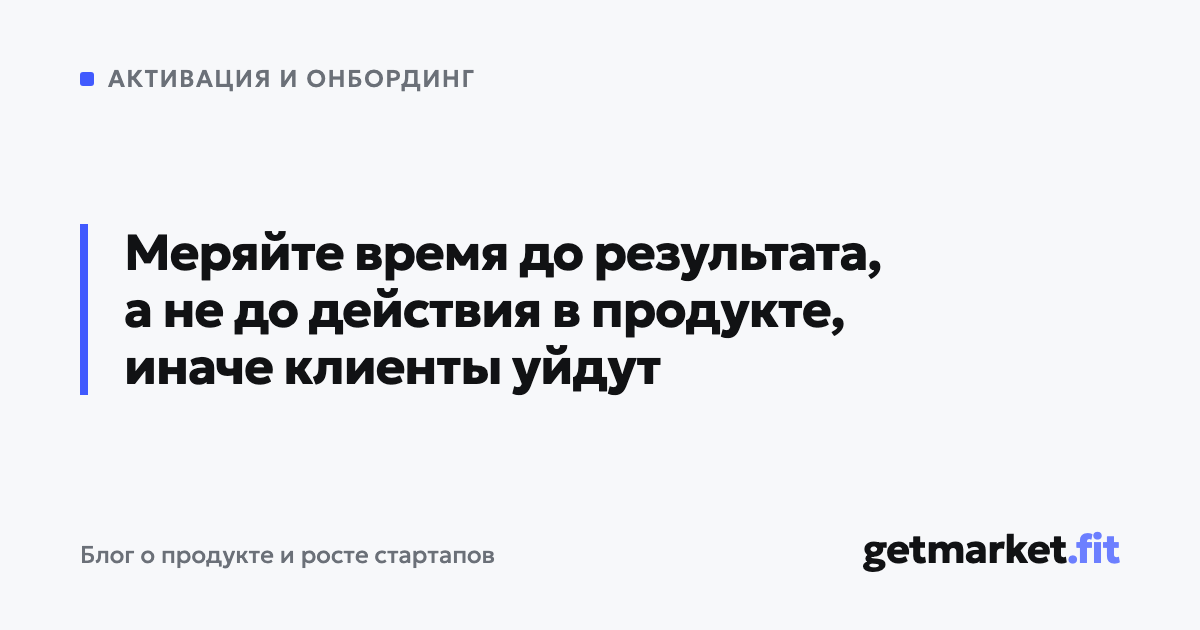 АКТИВАЦИЯ И ОНБОРДИНГ
Меряйте время до результата,
а не до действия в продукте,
иначе клиенты уйдут
Блог о продукте и росте стартапов
getmarket.fit